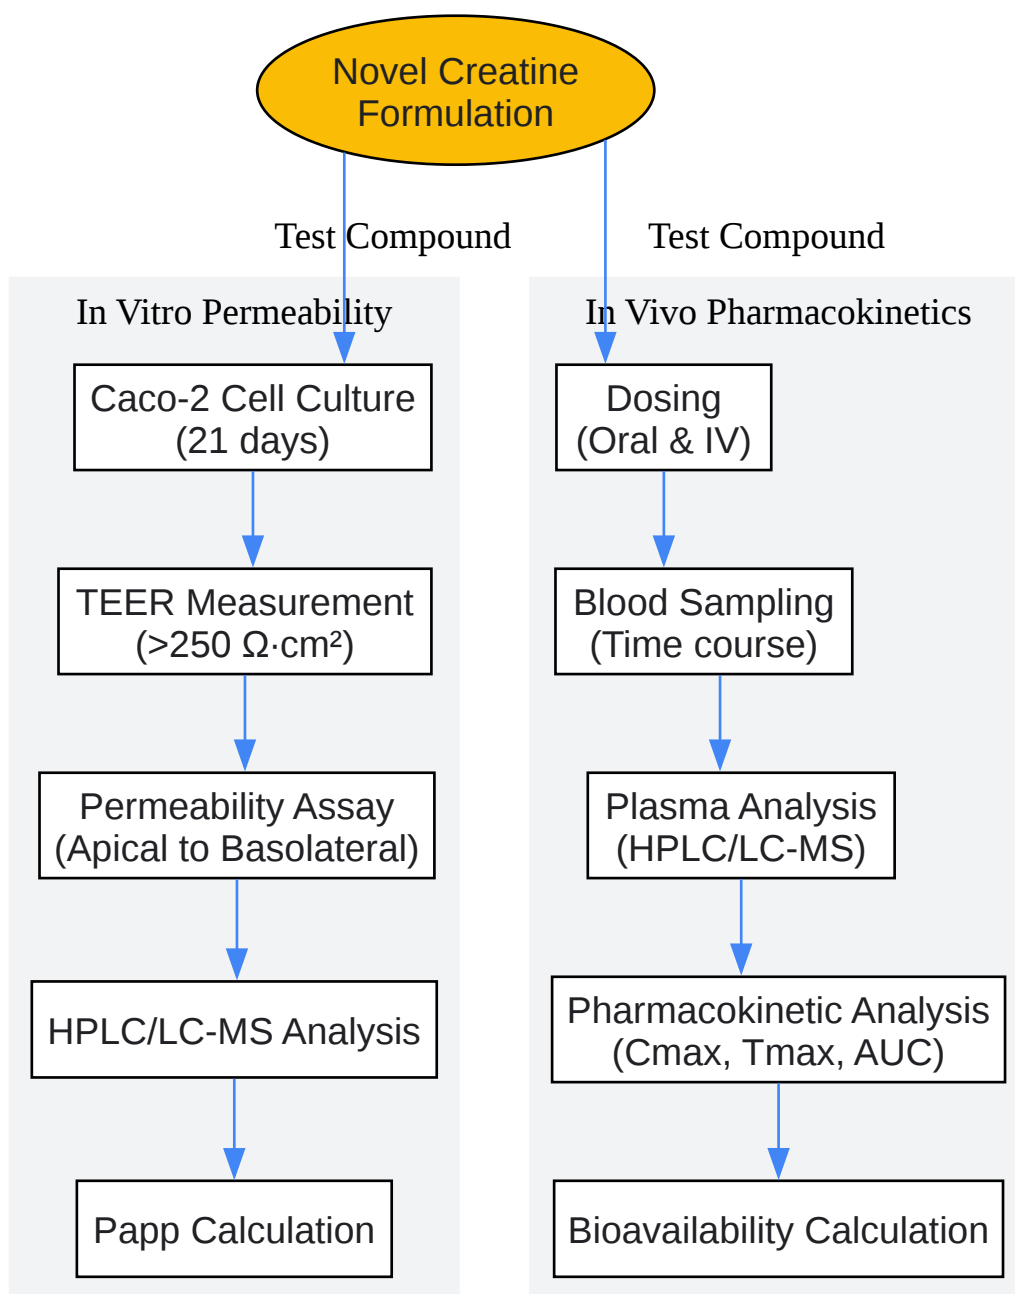 Novel Creatine
Formulation
Test Compound
Test Compound
In Vitro Permeability
Caco-2 Cell Culture
(21 days)
TEER Measurement
(>250 Ω·cm²)
Permeability Assay
(Apical to Basolateral)
HPLC/LC-MS Analysis
Papp Calculation
In Vivo Pharmacokinetics
Dosing
(Oral & IV)
Blood Sampling
(Time course)
Plasma Analysis
(HPLC/LC-MS)
Pharmacokinetic Analysis
(Cmax, Tmax, AUC)
Bioavailability Calculation